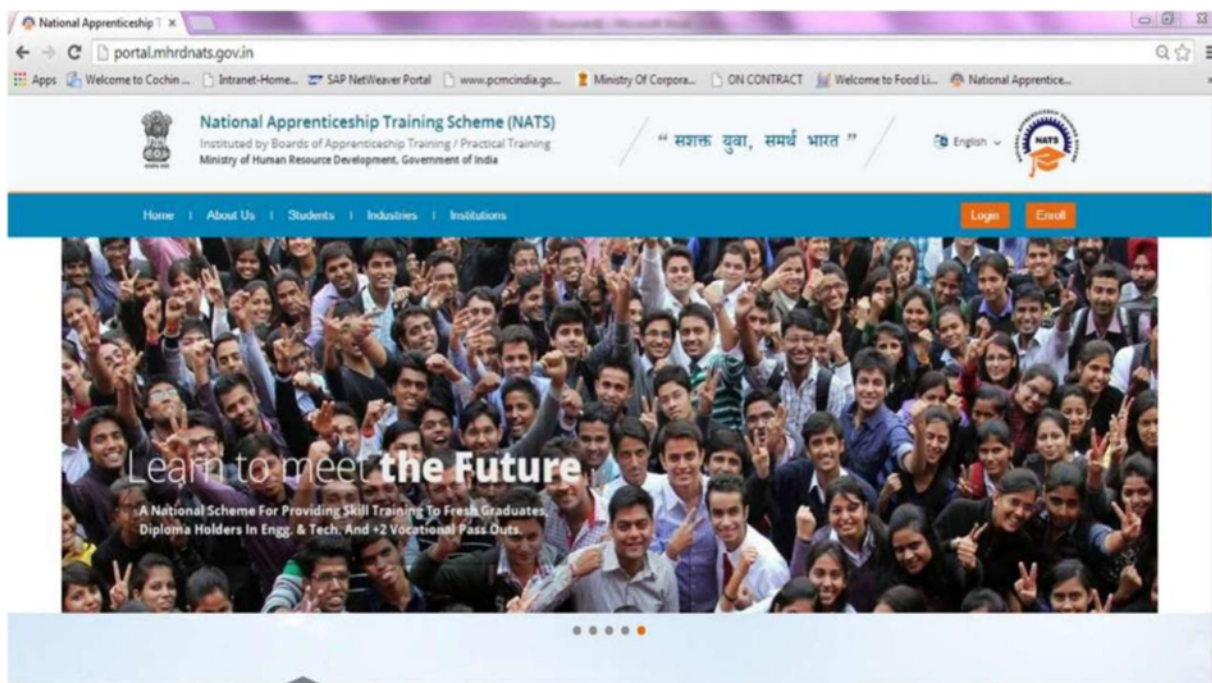 National Apprenticeship T
portal.mhrdnats.gov.in
Apps Welcome to Cochin ... Intranet-Home... SAP NetWeaver Portal www.pcmcindia.go... Ministry Of Corpora... ON CONTRACT Welcome to Food Li... National Apprentice...
National Apprenticeship Training Scheme (NATS)
Instituted by Boards of Apprenticeship Training / Practical Training
Ministry of Human Resource Development, Government of India
“ सशक्त युवा, समर्थ भारत ”
English
NATS
Home | About Us | Students | Industries | Institutions
Login Enroll
Learn to meet the Future
A National Scheme For Providing Skill Training To Fresh Graduates,
Diploma Holders In Engg. & Tech. And +2 Vocational Pass Outs.